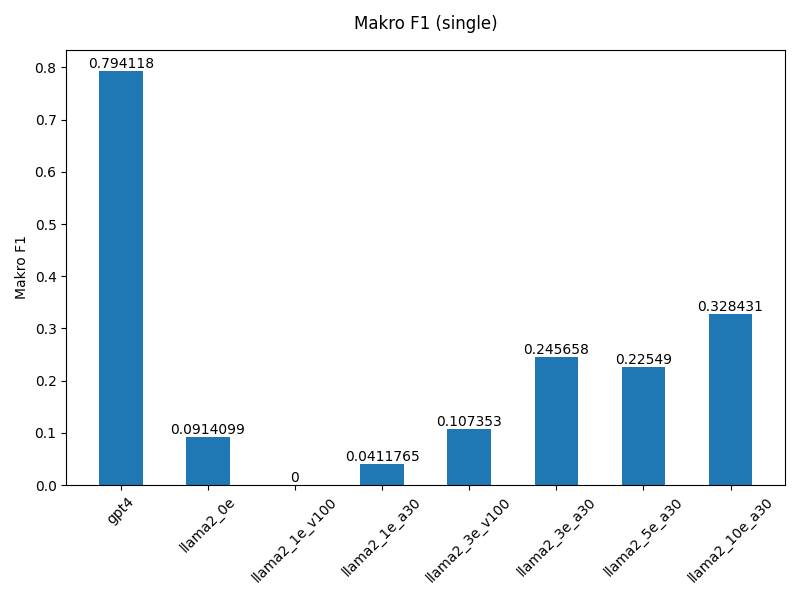 Makro F1 (single)
Makro F1
0.8
0.7
0.6
0.5
0.4
0.3
0.2
0.1
0.0
0.794118
0.0914099
0
0.0411765
0.107353
0.245658
0.22549
0.328431
gpt4
llama2_0e
llama2_1e_v100
llama2_1e_a30
llama2_3e_v100
llama2_3e_a30
llama2_5e_a30
llama2_10e_a30